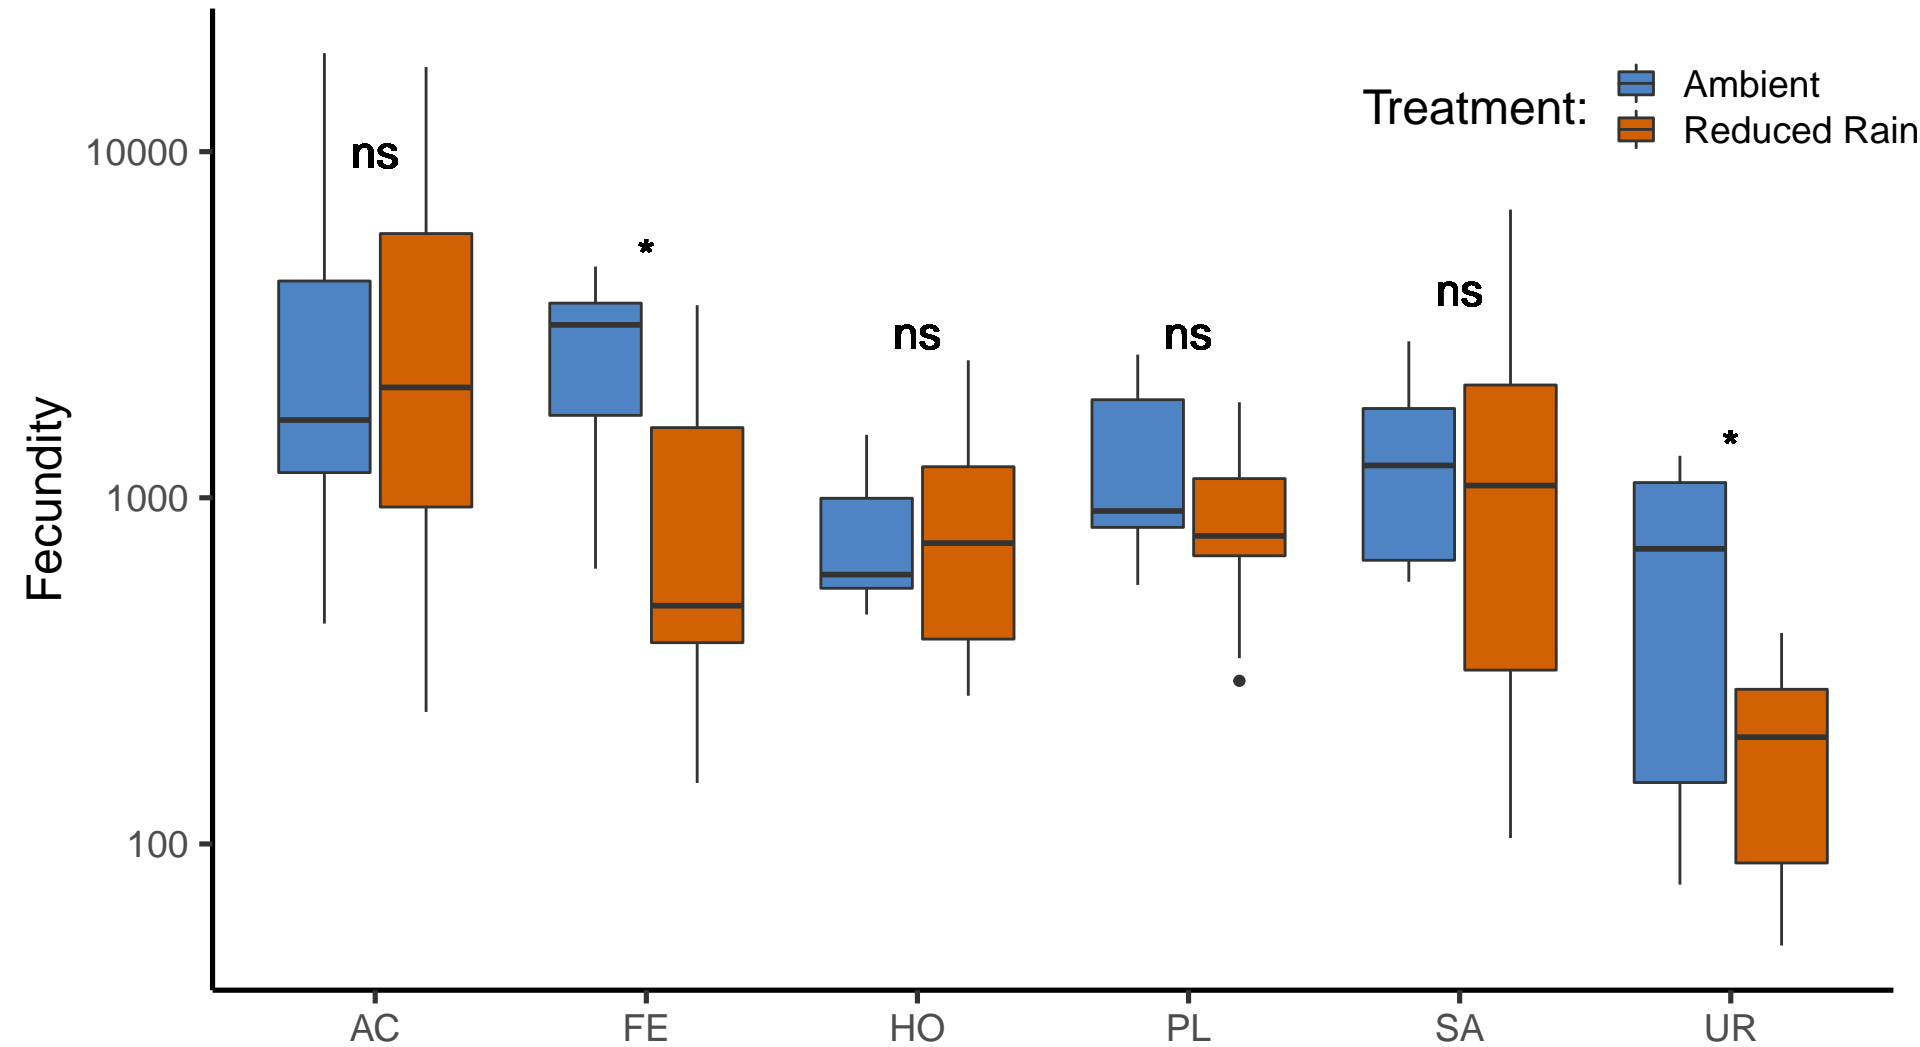 Treatment:
Ambient
Reduced Rain
Fecundity
10000
1000
100
ns
*
ns
ns
ns
*
AC
FE
HO
PL
SA
UR